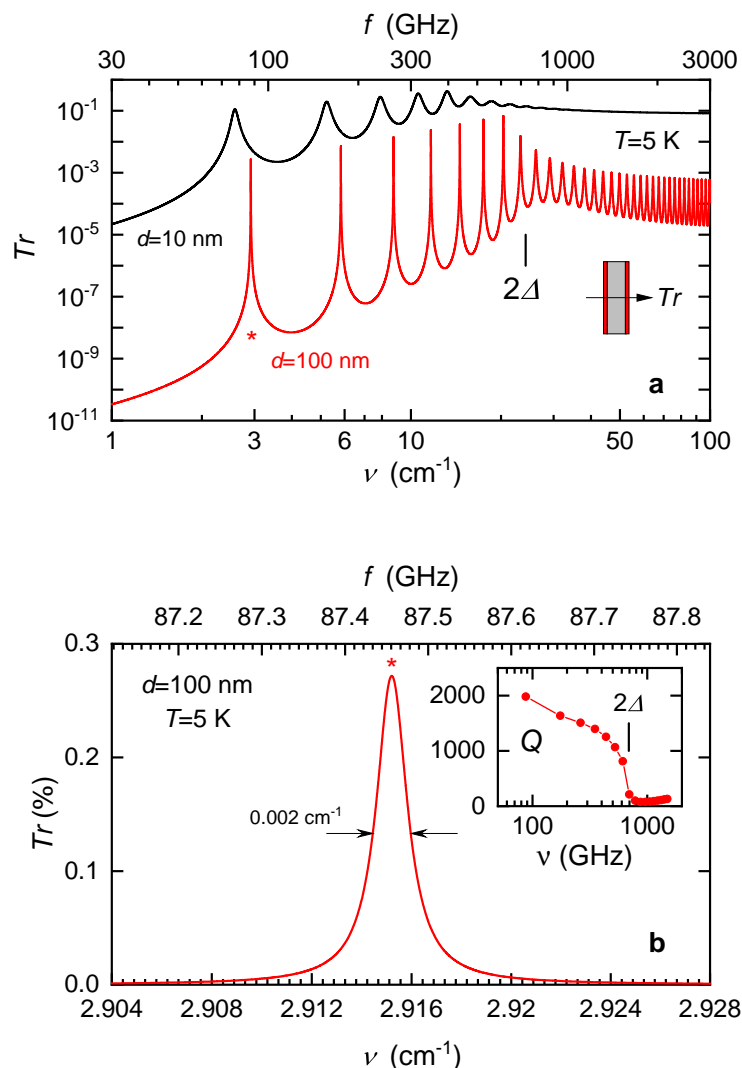 f (GHz)
30 100 300 1000 3000
10⁻¹
10⁻³
10⁻⁵
10⁻⁷
10⁻⁹
10⁻¹¹
Tr
T=5 K
d=10 nm
2Δ
Tr
*
d=100 nm
a
1 3 6 10 50 100
ν (cm⁻¹)
f (GHz)
87.2 87.3 87.4 87.5 87.6 87.7 87.8
0.3
0.2
0.1
0.0
Tr (%)
*
d=100 nm
T=5 K
0.002 cm⁻¹
2000
1000
0
Q
2Δ
100 1000
ν (GHz)
b
2.904 2.908 2.912 2.916 2.92 2.924 2.928
ν (cm⁻¹)